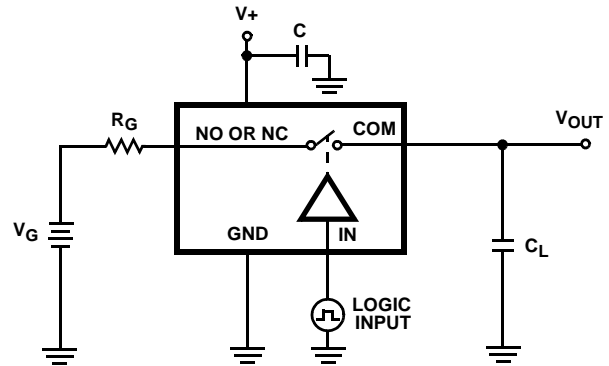 V+
C
RG
NO OR NC
COM
VOUT
VG
GND
IN
CL
LOGIC
INPUT